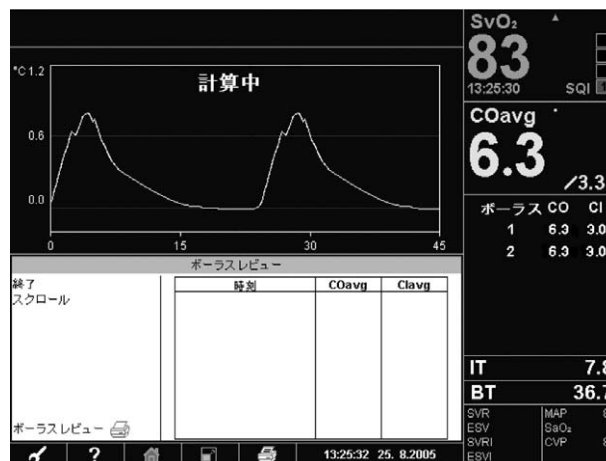 °C 1.2
0.6
0.0
計算中
0 15 30 45
ボーラスレビュー
終了
スクロール
時刻 COavg CIavg
ボーラスレビュー
?
13:25:32 25. 8.2005
SvO₂
83
13:25:30 SQI
COavg
6.3
/3.3
ボーラス CO CI
1 6.3 3.0
2 6.3 3.0
IT 7.8
BT 36.7
SVR MAP
ESV SaO₂
SVRI CVP
ESVI